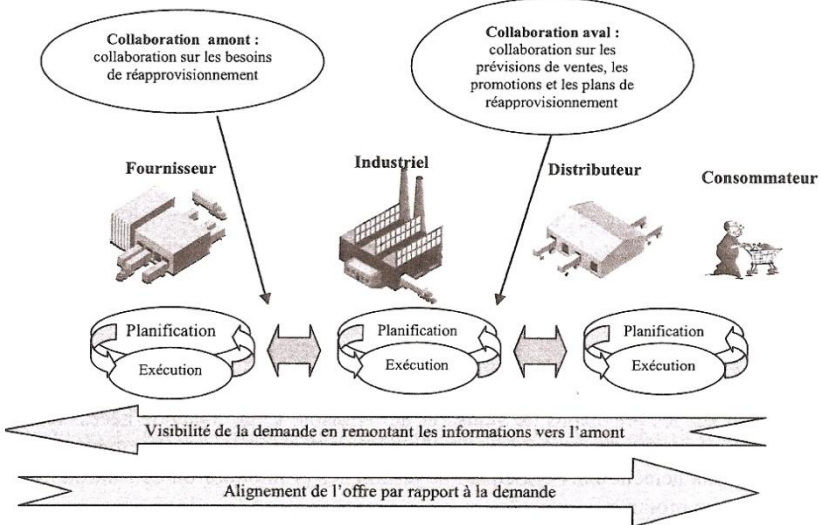 Collaboration amont :
collaboration sur les besoins
de réapprovisionnement
Collaboration aval :
collaboration sur les
prévisions de ventes, les
promotions et les plans de
réapprovisionnement
Fournisseur
Industriel
Distributeur
Consommateur
Planification
Exécution
Planification
Exécution
Planification
Exécution
Visibilité de la demande en remontant les informations vers l'amont
Alignement de l'offre par rapport à la demande